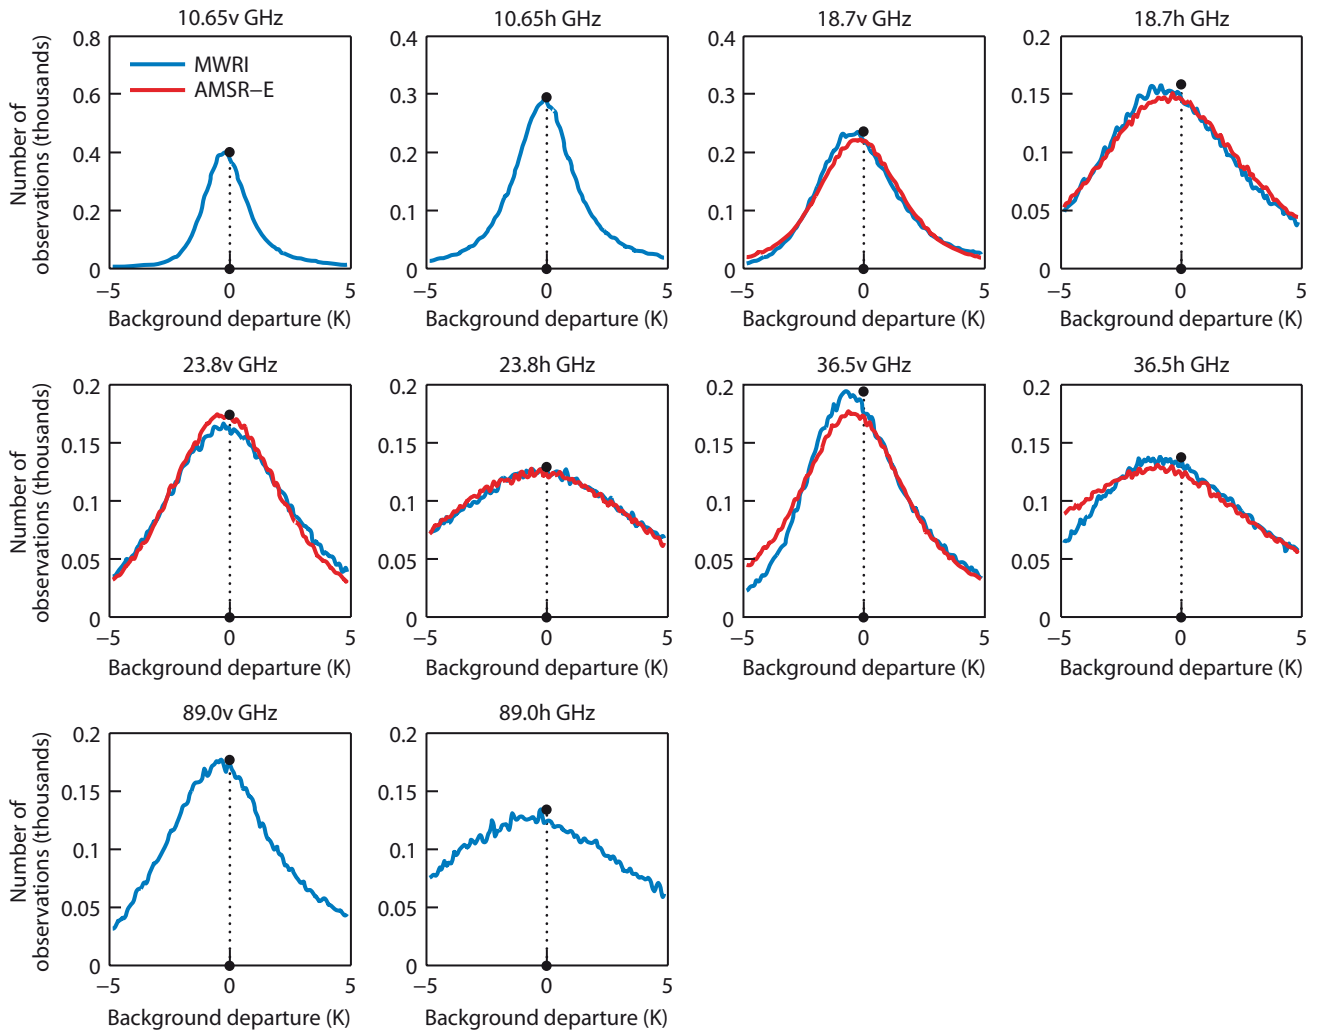 10.65v GHz
10.65h GHz
18.7v GHz
18.7h GHz
Number of
observations (thousands)
0.8
0.6
0.4
0.2
0
MWRI
AMSR–E
0.4
0.3
0.2
0.1
0
0.4
0.3
0.2
0.1
0
0.2
0.15
0.1
0.05
0
−5 0 5
−5 0 5
−5 0 5
−5 0 5
Background departure (K)
Background departure (K)
Background departure (K)
Background departure (K)
23.8v GHz
23.8h GHz
36.5v GHz
36.5h GHz
Number of
observations (thousands)
0.2
0.15
0.1
0.05
0
0.2
0.15
0.1
0.05
0
0.2
0.15
0.1
0.05
0
0.2
0.15
0.1
0.05
0
−5 0 5
−5 0 5
−5 0 5
−5 0 5
Background departure (K)
Background departure (K)
Background departure (K)
Background departure (K)
89.0v GHz
89.0h GHz
Number of
observations (thousands)
0.2
0.15
0.1
0.05
0
0.2
0.15
0.1
0.05
0
−5 0 5
−5 0 5
Background departure (K)
Background departure (K)